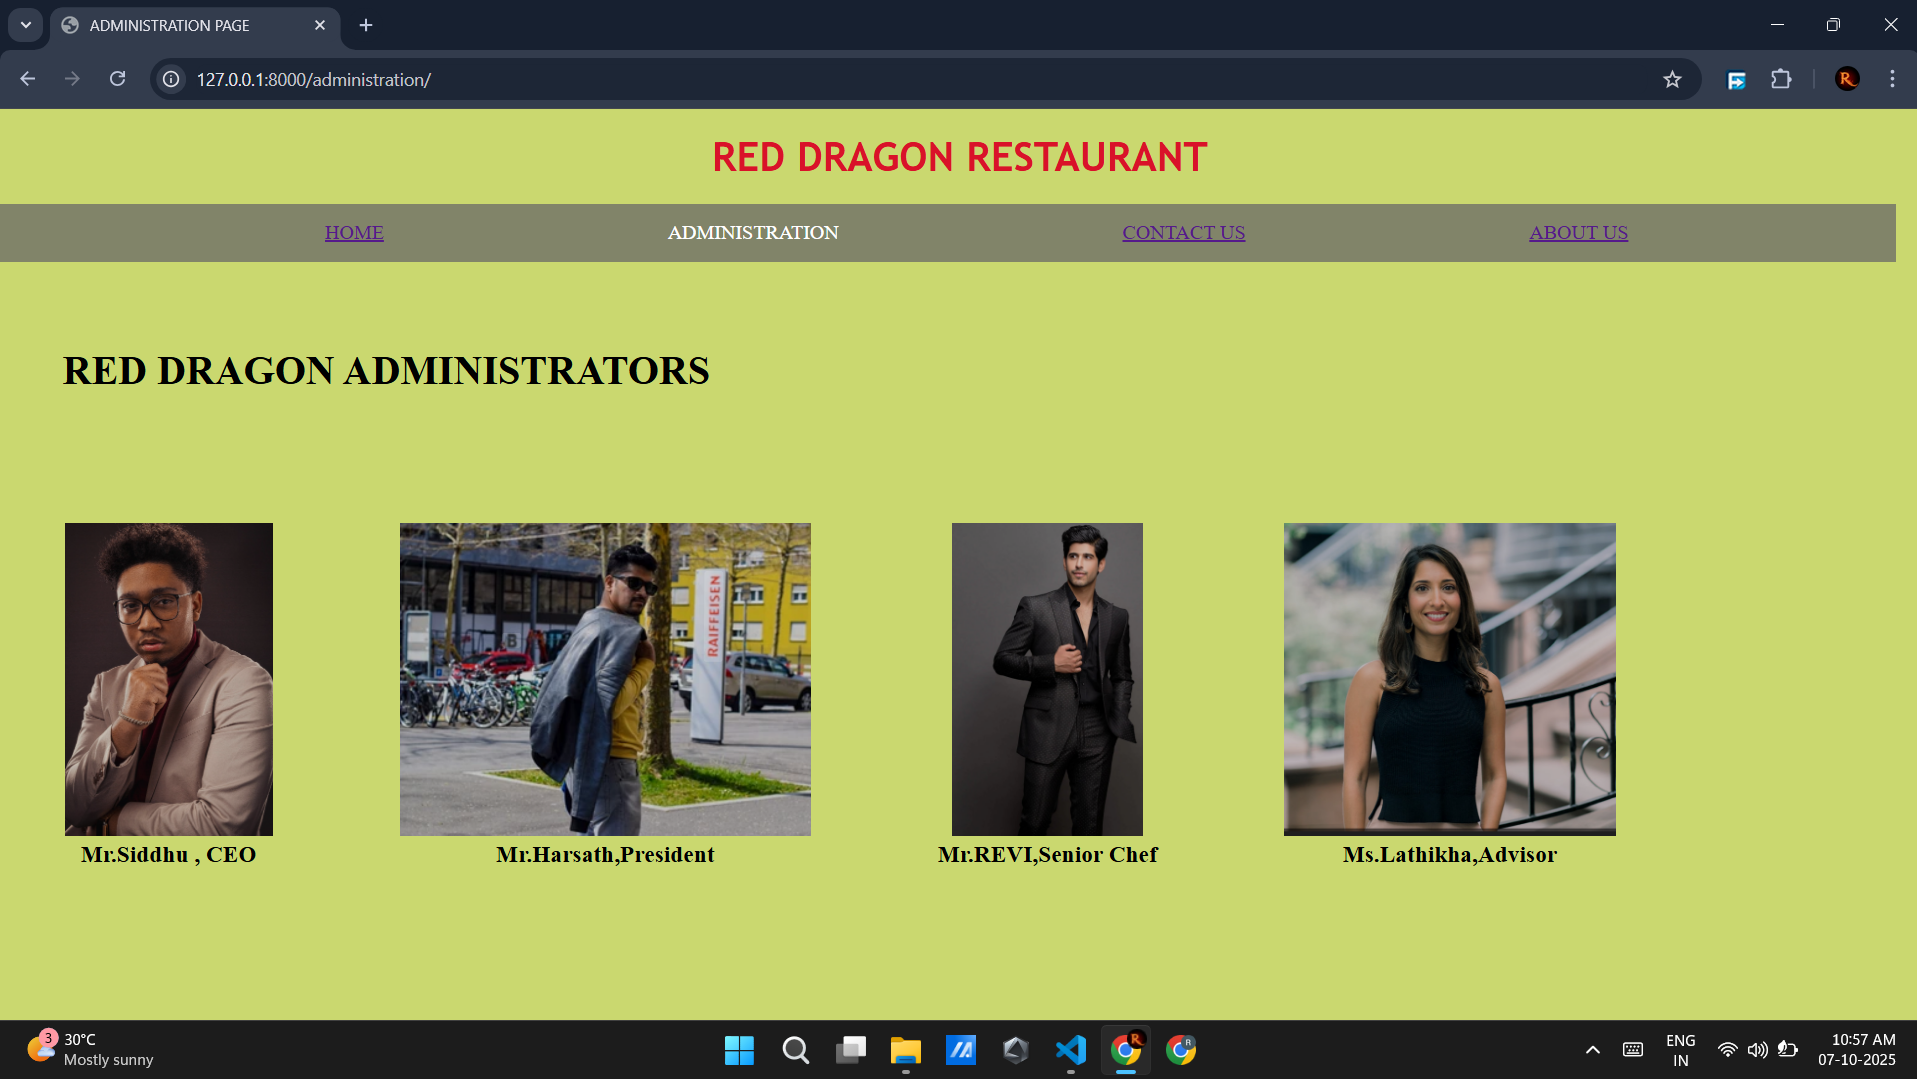 ADMINISTRATION PAGE
127.0.0.1:8000/administration/
R
RED DRAGON RESTAURANT
HOME ADMINISTRATION CONTACT US ABOUT US
RED DRAGON ADMINISTRATORS
RAIFFEISEN
Mr.Siddhu , CEO Mr.Harsath,President Mr.REVI,Senior Chef Ms.Lathikha,Advisor
3
30°C
Mostly sunny
R
R
ENG
IN
10:57 AM
07-10-2025